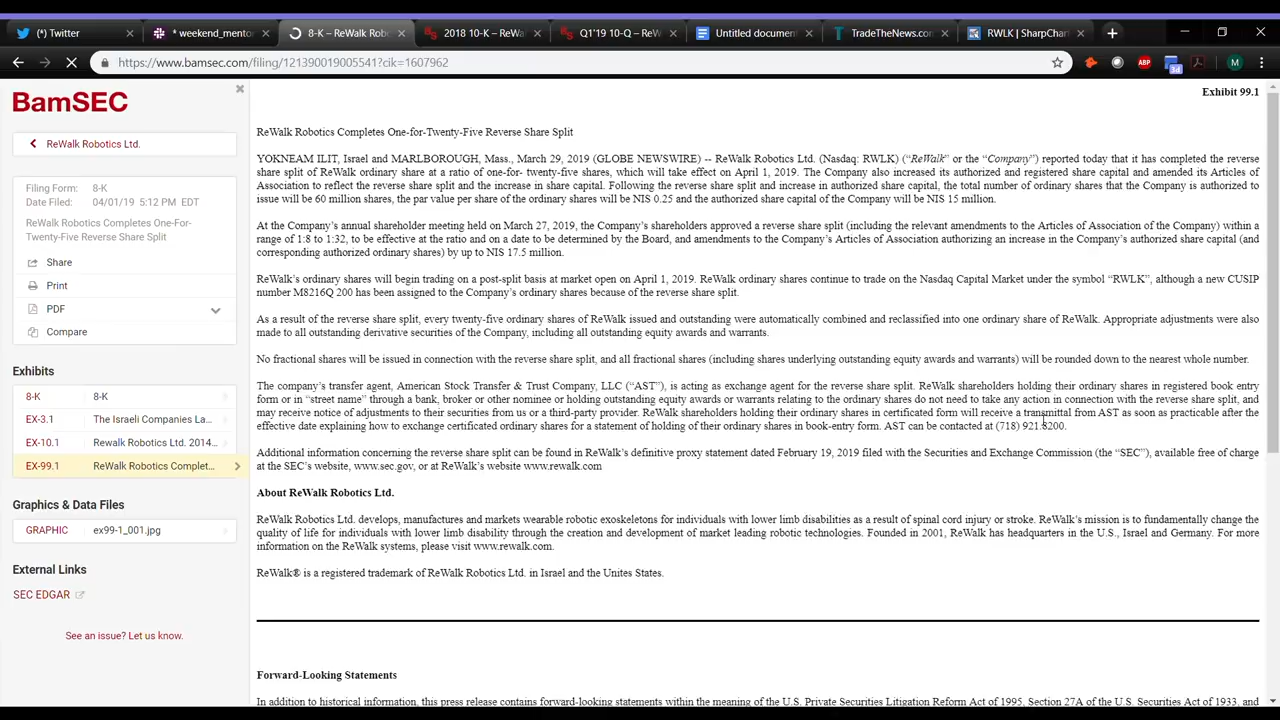 (*) Twitter
* weekend_mento
8-K – ReWalk Rob
2018 10-K – ReWa
Q1'19 10-Q – ReW
Untitled documen
TradeTheNews.com
RWLK | SharpChar
https://www.bamsec.com/filing/121390019005541?cik=1607962
ABP
3d
M
BamSEC
ReWalk Robotics Ltd.
Filing Form: 8-K
Date Filed: 04/01/19 5:12 PM EDT
ReWalk Robotics Completes One-For-
Twenty-Five Reverse Share Split
Share
Print
PDF
Compare
Exhibits
8-K 8-K
EX-3.1 The Israeli Companies La...
EX-10.1 Rewalk Robotics Ltd. 2014...
EX-99.1 ReWalk Robotics Complet...
Graphics & Data Files
GRAPHIC ex99-1_001.jpg
External Links
SEC EDGAR
See an issue? Let us know.
Exhibit 99.1
ReWalk Robotics Completes One-for-Twenty-Five Reverse Share Split
YOKNEAM ILIT, Israel and MARLBOROUGH, Mass., March 29, 2019 (GLOBE NEWSWIRE) -- ReWalk Robotics Ltd. (Nasdaq: RWLK) (“ReWalk” or the “Company”) reported today that it has completed the reverse
share split of ReWalk ordinary share at a ratio of one-for- twenty-five shares, which will take effect on April 1, 2019. The Company also increased its authorized and registered share capital and amended its Articles of
Association to reflect the reverse share split and the increase in share capital. Following the reverse share split and increase in authorized share capital, the total number of ordinary shares that the Company is authorized to
issue will be 60 million shares, the par value per share of the ordinary shares will be NIS 0.25 and the authorized share capital of the Company will be NIS 15 million.
At the Company’s annual shareholder meeting held on March 27, 2019, the Company’s shareholders approved a reverse share split (including the relevant amendments to the Articles of Association of the Company) within a
range of 1:8 to 1:32, to be effective at the ratio and on a date to be determined by the Board, and amendments to the Company’s Articles of Association authorizing an increase in the Company’s authorized share capital (and
corresponding authorized ordinary shares) by up to NIS 17.5 million.
ReWalk’s ordinary shares will begin trading on a post-split basis at market open on April 1, 2019. ReWalk ordinary shares continue to trade on the Nasdaq Capital Market under the symbol “RWLK”, although a new CUSIP
number M8216Q 200 has been assigned to the Company’s ordinary shares because of the reverse share split.
As a result of the reverse split, every twenty-five ordinary shares of ReWalk issued and outstanding were automatically combined and reclassified into one ordinary share of ReWalk. Appropriate adjustments were also
made to all outstanding derivative securities of the Company, including all outstanding equity awards and warrants.
No fractional shares will be issued in connection with the reverse share split, and all fractional shares (including shares underlying outstanding equity awards and warrants) will be rounded down to the nearest whole number.
The company’s transfer agent, American Stock Transfer & Trust Company, LLC (“AST”), is acting as exchange agent for the reverse share split. ReWalk shareholders holding their ordinary shares in registered book entry
form or in “street name” through a bank, broker or other nominee or holding outstanding equity awards or warrants relating to the ordinary shares do not need to take any action in connection with the reverse share split, and
may receive notice of adjustments to their securities from us or a third-party provider. ReWalk shareholders holding their ordinary shares in certificated form will receive a transmittal from AST as soon as practicable after the
effective date explaining how to exchange certificated ordinary shares for a statement of holding of their ordinary shares in book-entry form. AST can be contacted at (718) 921.8200.
Additional information concerning the reverse share split can be found in ReWalk’s definitive proxy statement dated February 19, 2019 filed with the Securities and Exchange Commission (the “SEC”), available free of charge
at the SEC’s website, www.sec.gov, or at ReWalk’s website www.rewalk.com
About ReWalk Robotics Ltd.
ReWalk Robotics Ltd. develops, manufactures and markets wearable robotic exoskeletons for individuals with lower limb disabilities as a result of spinal cord injury or stroke. ReWalk’s mission is to fundamentally change the
quality of life for individuals with lower limb disability through the creation and development of market leading robotic technologies. Founded in 2001, ReWalk has headquarters in the U.S., Israel and Germany. For more
information on the ReWalk systems, please visit www.rewalk.com.
ReWalk® is a registered trademark of ReWalk Robotics Ltd. in Israel and the Unites States.
Forward-Looking Statements
In addition to historical information, this press release contains forward-looking statements within the meaning of the U.S. Private Securities Litigation Reform Act of 1995, Section 27A of the U.S. Securities Act of 1933, and